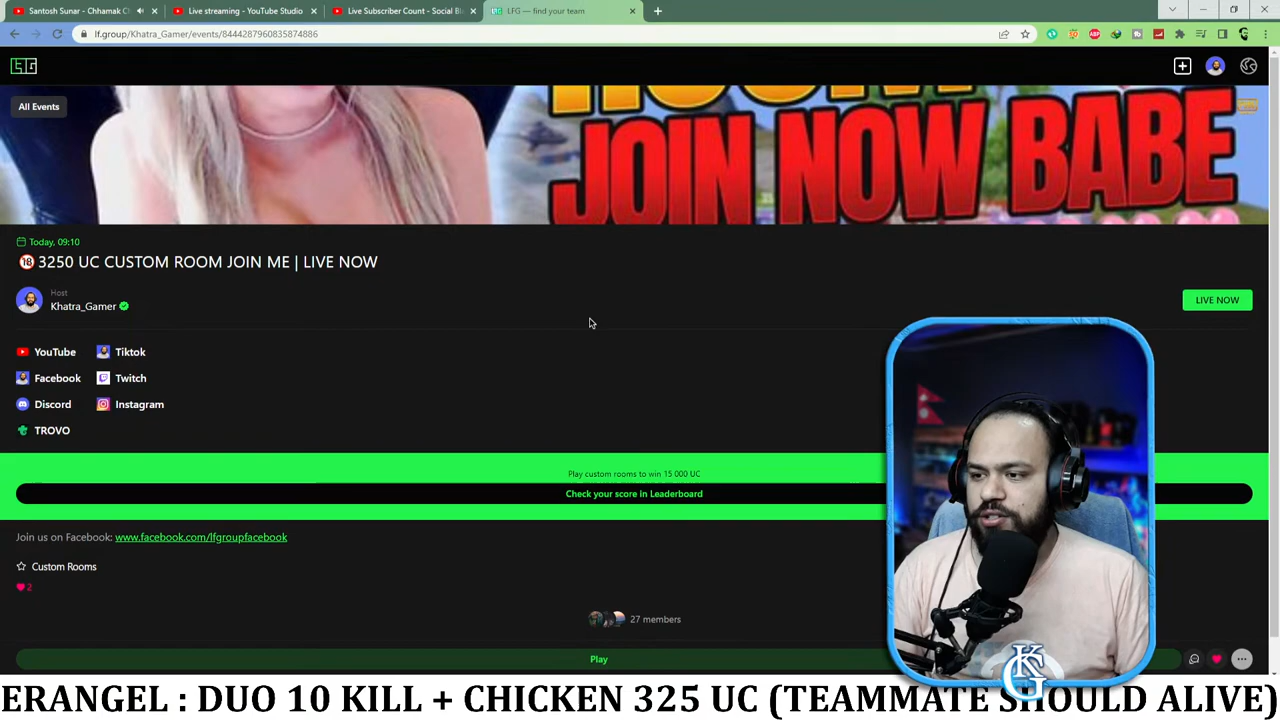 Santosh Sunar - Chhamak C
Live streaming - YouTube Studio
Live Subscriber Count - Social Bl
LFG — find your team
lf.group/Khatra_Gamer/events/8444287960835874886
All Events
JOIN NOW BABE
Today, 09:10
18 3250 UC CUSTOM ROOM JOIN ME | LIVE NOW
Host
Khatra_Gamer
LIVE NOW
YouTube
Tiktok
Facebook
Twitch
Discord
Instagram
TROVO
Play custom rooms to win 15 000 UC
Check your score in Leaderboard
Join us on Facebook: www.facebook.com/lfgroupfacebook
Custom Rooms
2
27 members
Play
KG
ERANGEL : DUO 10 KILL + CHICKEN 325 UC (TEAMMATE SHOULD ALIVE)